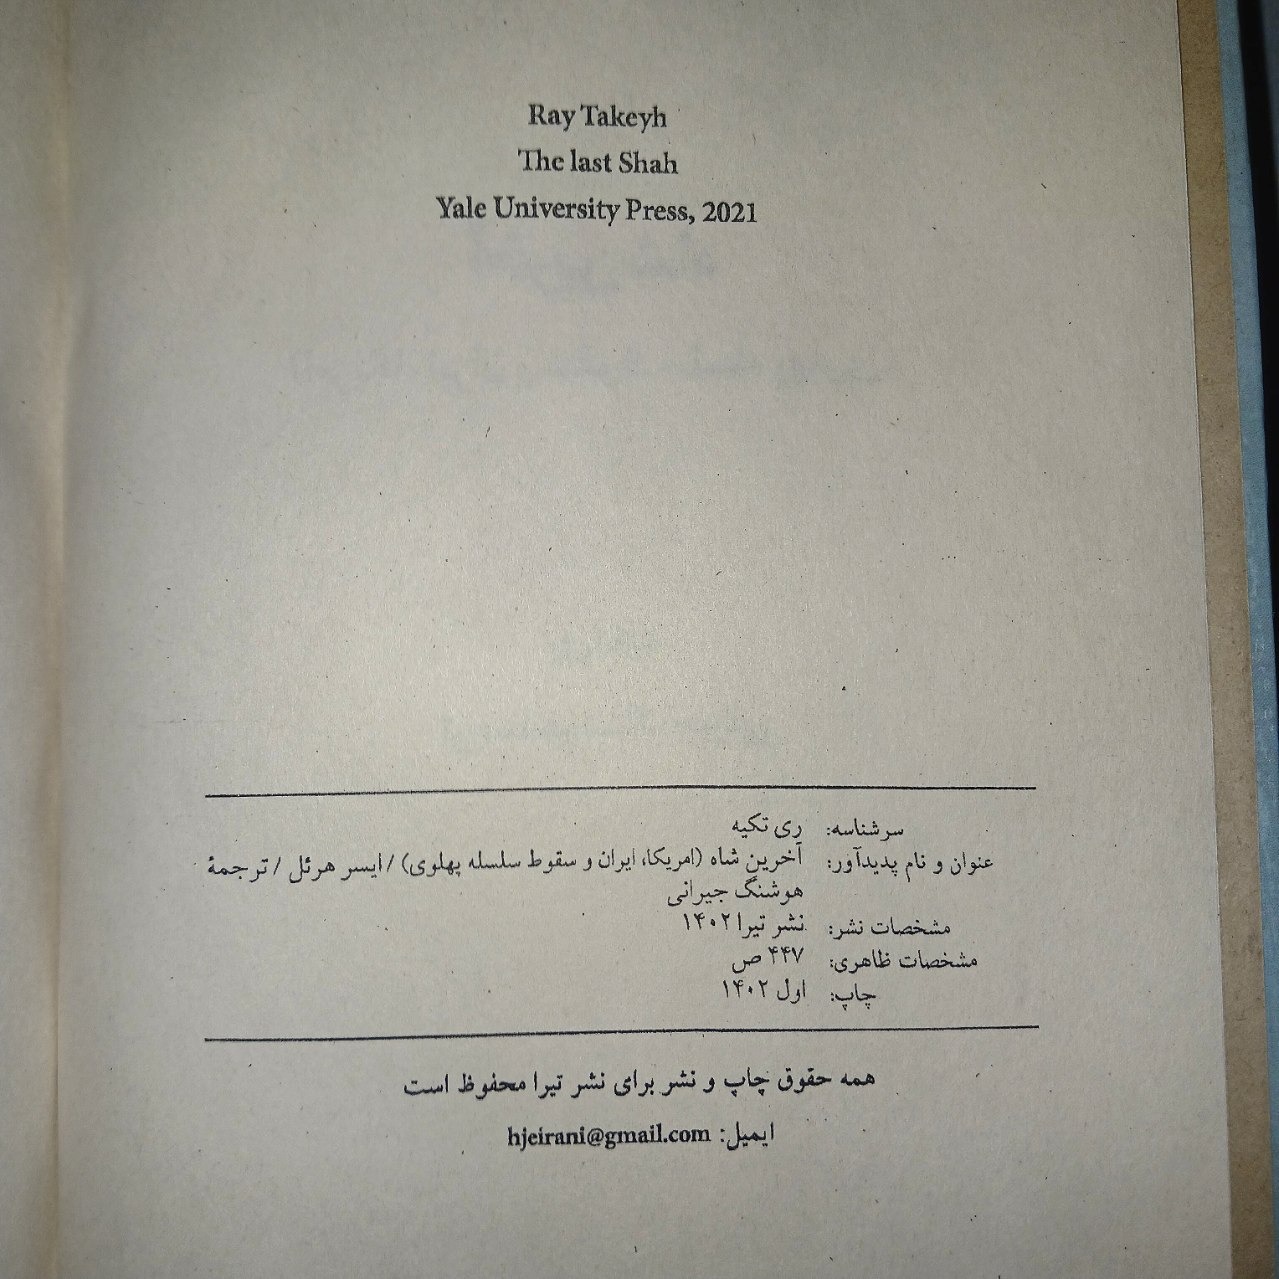 Ray Takeyh
The last Shah
Yale University Press, 2021
سرشناسه: ری تکیه
عنوان و نام پدیدآور: آخرین شاه (امریکا، ایران و سقوط سلسله پهلوی) / ایسر هرئل / ترجمۀ
هوشنگ جیرانی
مشخصات نشر: نشر تیرا ۱۴۰۲
مشخصات ظاهری: ۴۴۷ ص
چاپ: اول ۱۴۰۲
همه حقوق چاپ و نشر برای نشر تیرا محفوظ است
ایمیل: hjeirani@gmail.com